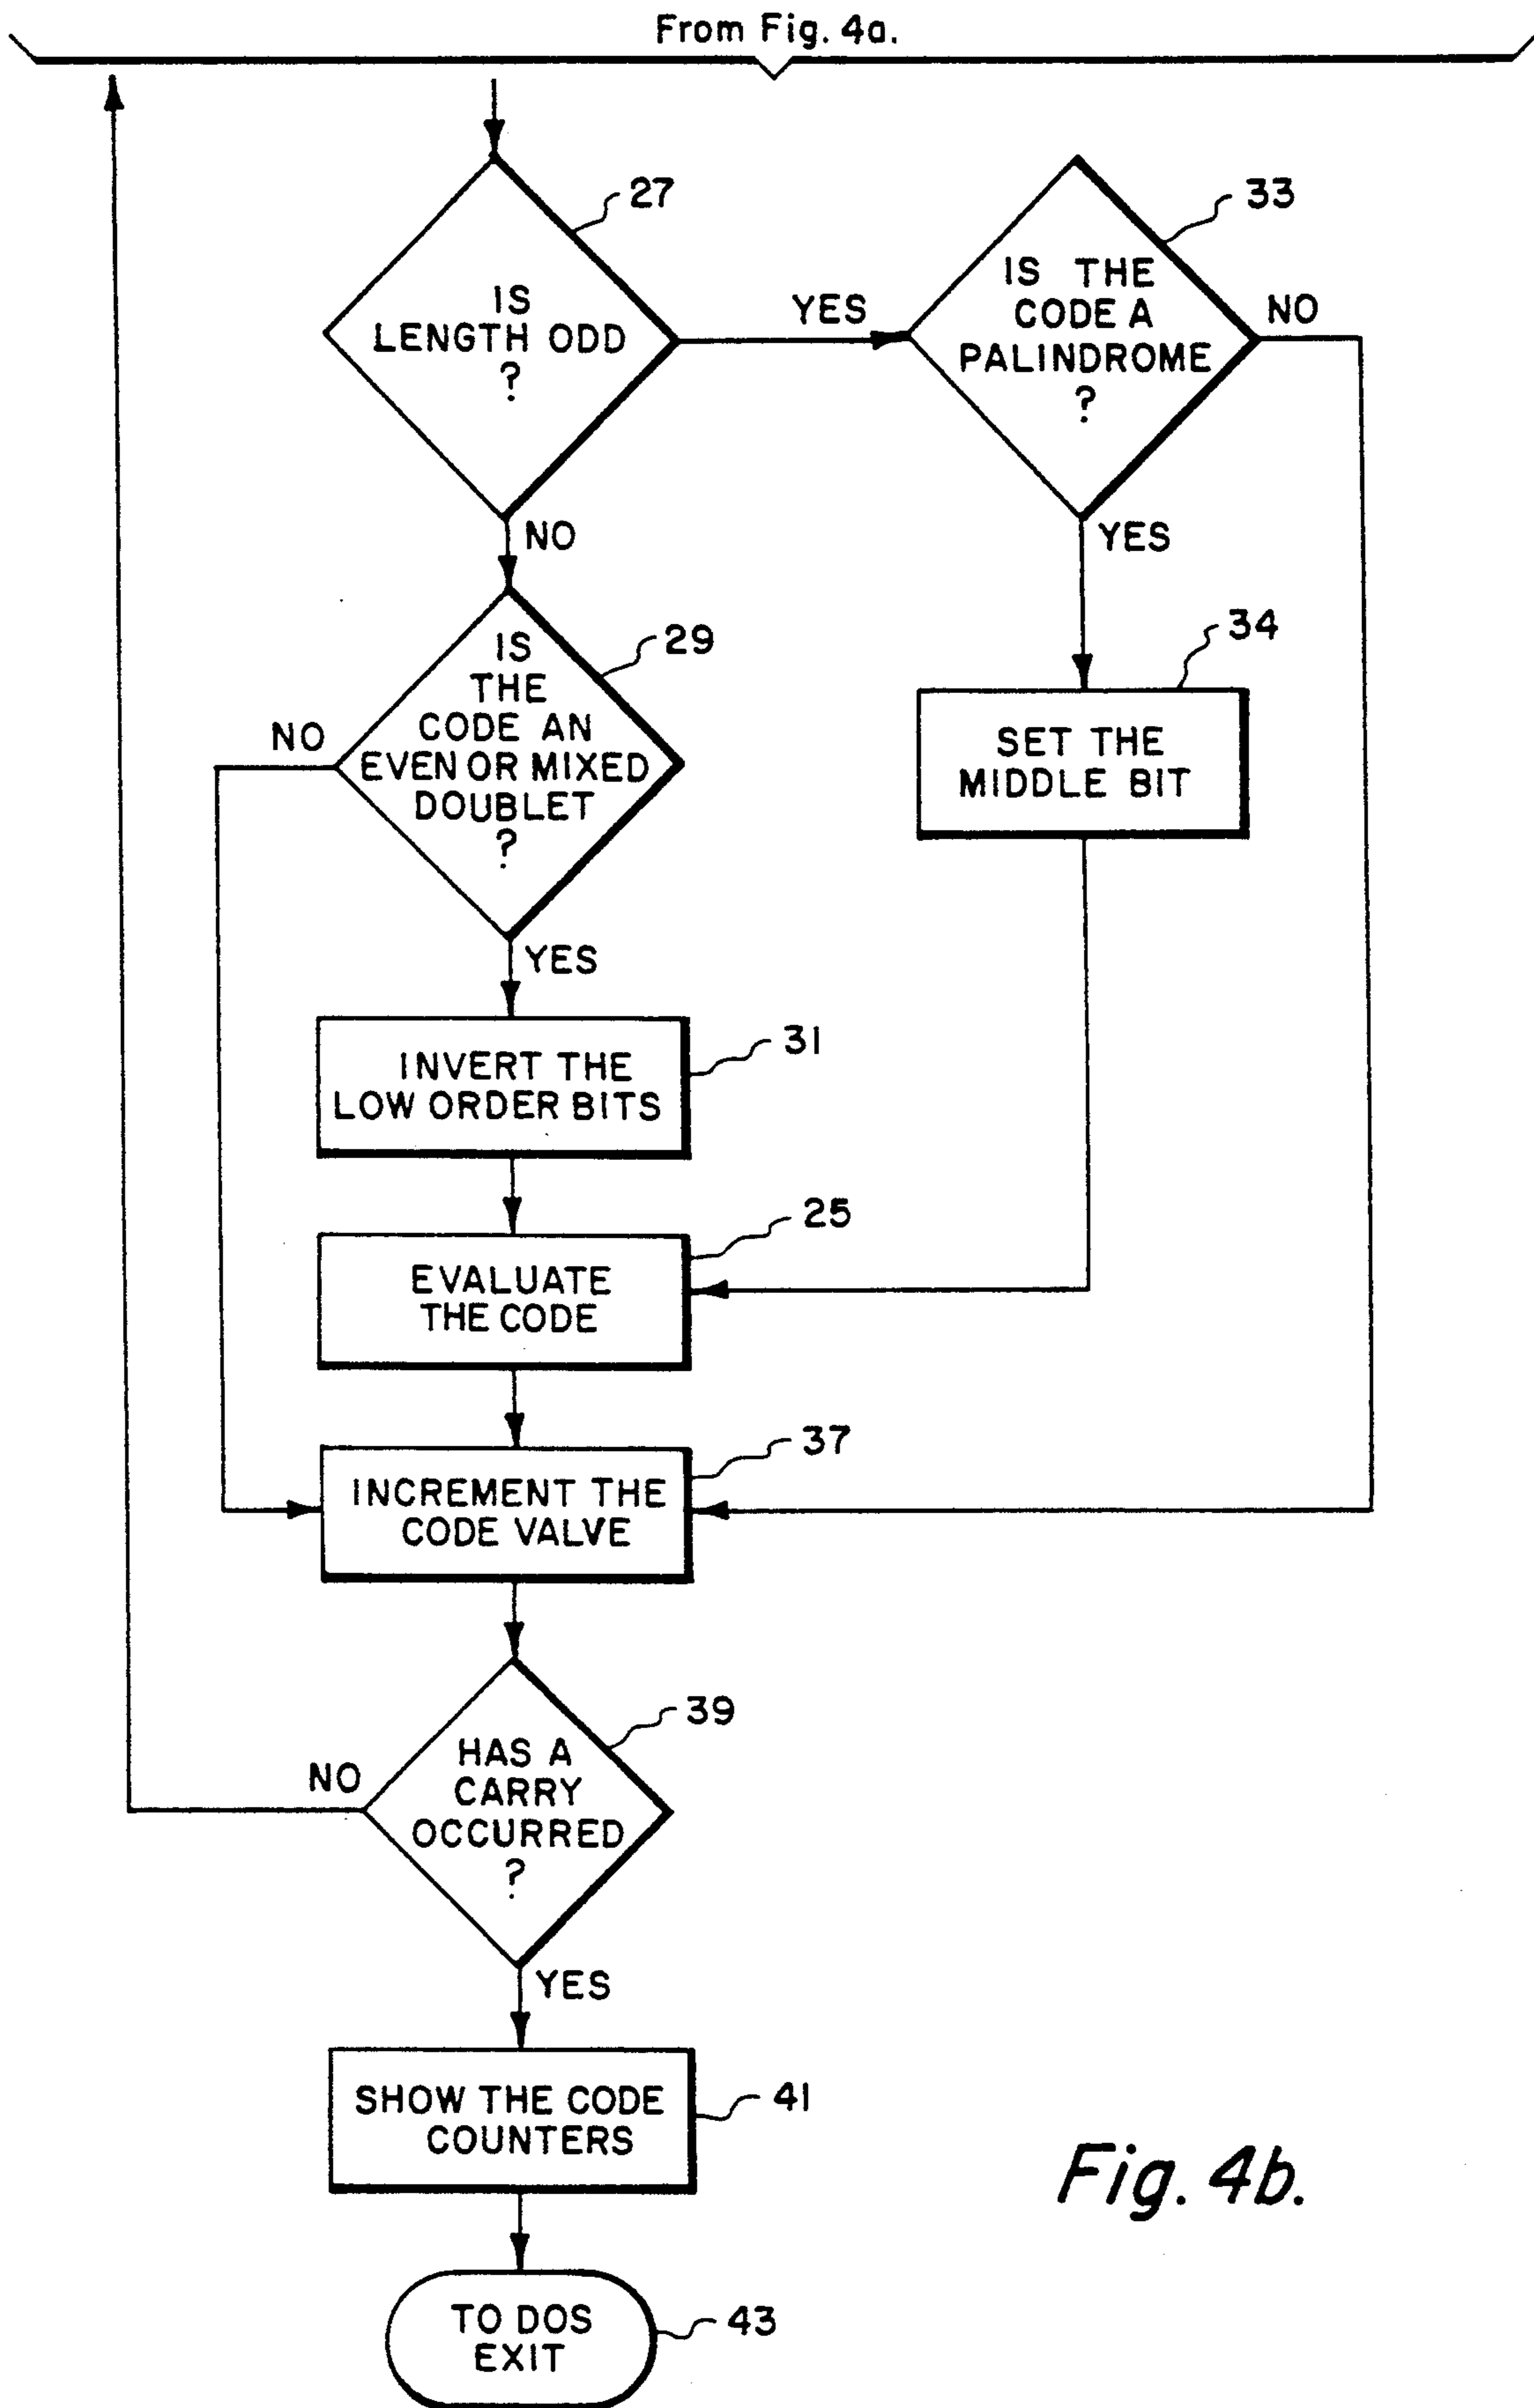 From Fig. 4a.
27
IS
LENGTH ODD
?
YES
33
IS THE
CODE A
PALINDROME
?
NO
NO
YES
29
IS
THE
CODE AN
EVEN OR MIXED
DOUBLET
?
NO
34
SET THE
MIDDLE BIT
YES
31
INVERT THE
LOW ORDER BITS
25
EVALUATE
THE CODE
37
INCREMENT THE
CODE VALVE
39
HAS A
CARRY
OCCURRED
?
NO
YES
SHOW THE CODE
COUNTERS
41
TO DOS
EXIT
43
Fig. 4b.